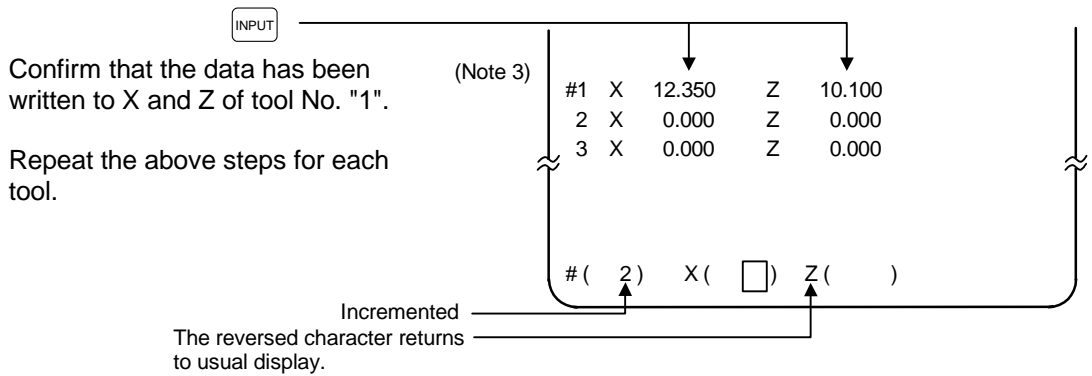 INPUT
Confirm that the data has been
written to X and Z of tool No. "1".
(Note 3)
Repeat the above steps for each
tool.
#1 X 12.350 Z 10.100
2 X 0.000 Z 0.000
3 X 0.000 Z 0.000
# ( 2 ) X ( ) Z ( )
Incremented
The reversed character returns
to usual display.